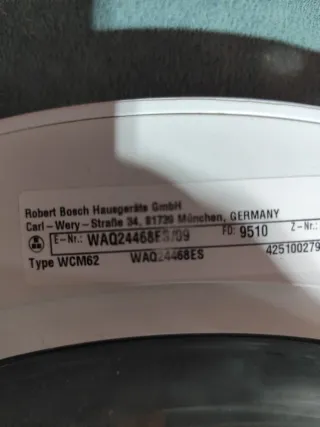 Robert Bosch Hausgeräte GmbH
Carl-Wery-Straße 34, 81739 München, GERMANY
E-Nr.: WAQ24468ES/09 FD: 9510 Z-Nr.:
Type WCM62 WAQ24468ES 425100279